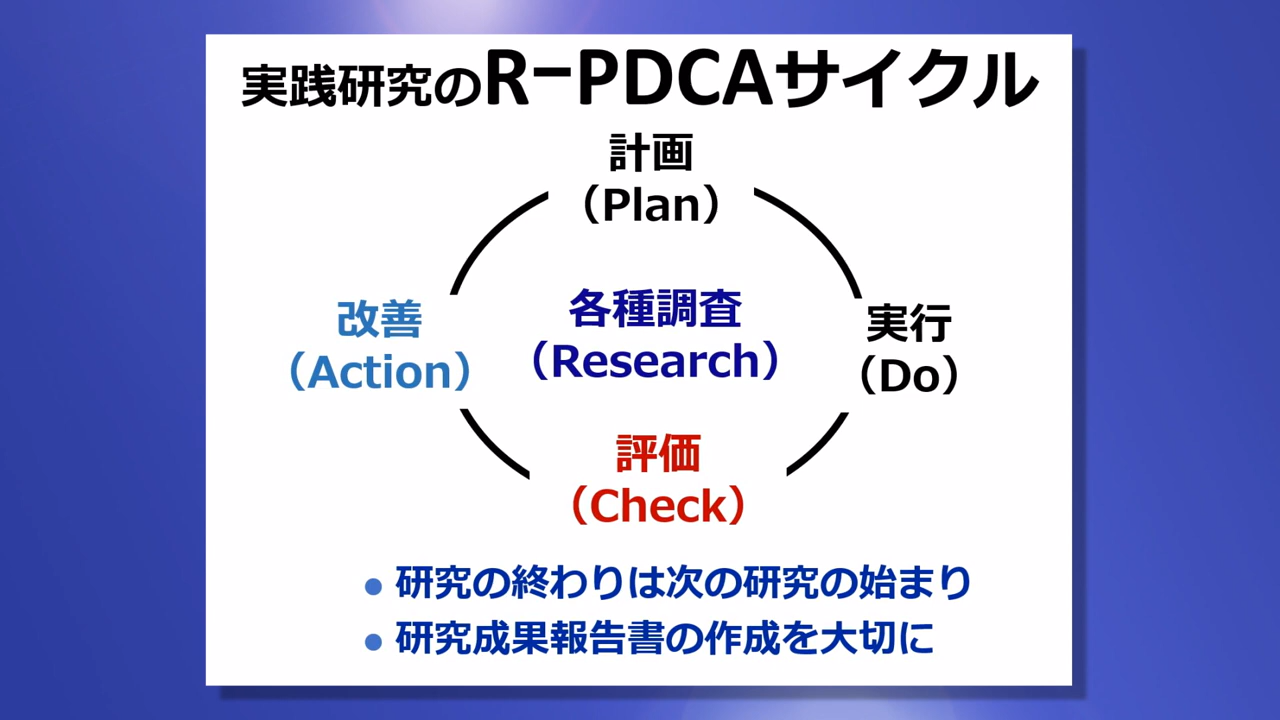 実践研究のR−PDCAサイクル
計画
（Plan）
各種調査
（Research）
改善
（Action）
実行
（Do）
評価
（Check）
● 研究の終わりは次の研究の始まり
● 研究成果報告書の作成を大切に